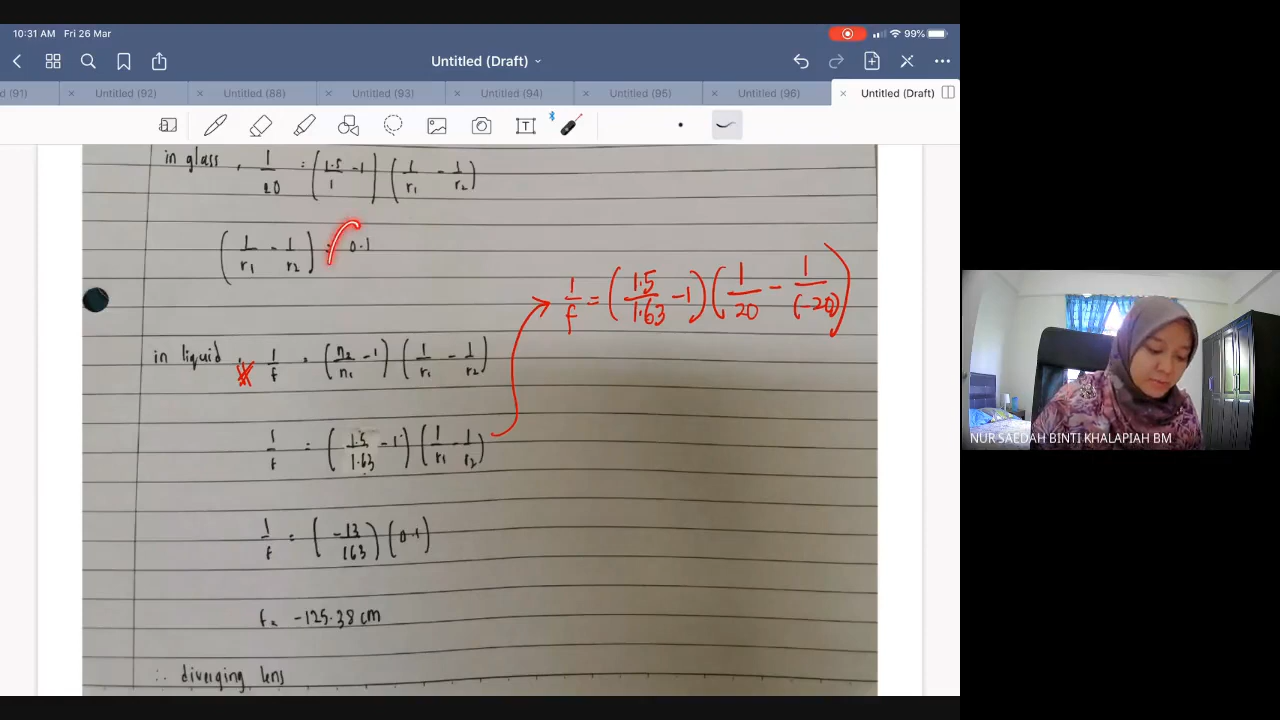 10:31 AM Fri 26 Mar
99%
Untitled (Draft)
d (91)
Untitled (92)
Untitled (88)
Untitled (93)
Untitled (94)
Untitled (95)
Untitled (96)
Untitled (Draft)
T
in glass, 1/20 = (1.5/1 - 1) (1/r1 - 1/r2)
(1/r1 - 1/r2) = 0.1
1/f = (1.5/1.63 - 1) (1/20 - 1/(-20))
in liquid, 1/f = (n2/n1 - 1) (1/r1 - 1/r2)
1/f = (1.5/1.63 - 1) (1/r1 - 1/r2)
1/f = (-13/163) (0.1)
f = -125.38 cm
∴ diverging lens
NUR SAEDAH BINTI KHALAPIAH BM